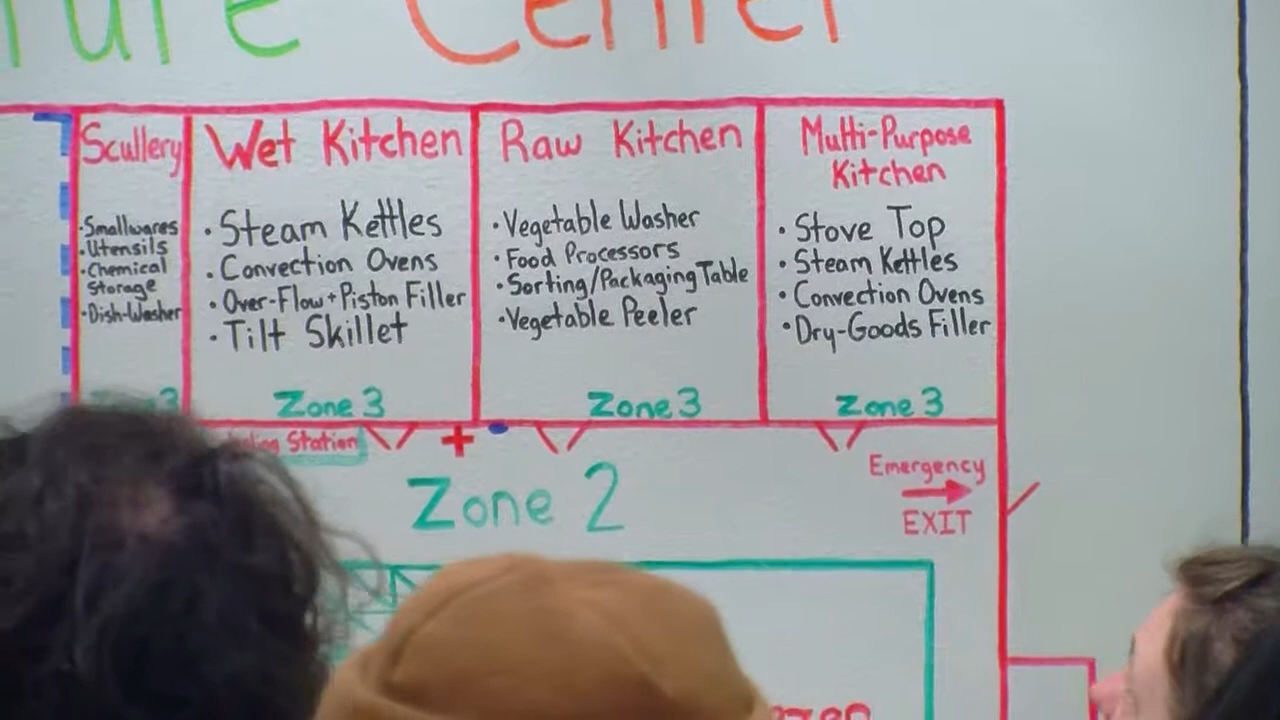 Center
Scullery
·Smallwares
·Utensils
·Chemical
Storage
·Dish-Washer
Wet Kitchen
·Steam Kettles
·Convection Ovens
·Over-Flow+Piston Filler
·Tilt Skillet
Zone 3
Raw Kitchen
·Vegetable Washer
·Food Processors
·Sorting/Packaging Table
·Vegetable Peeler
Zone 3
Multi-Purpose
Kitchen
·Stove Top
·Steam Kettles
·Convection Ovens
·Dry-Goods Filler
Zone 3
Station
Zone 2
Emergency
EXIT